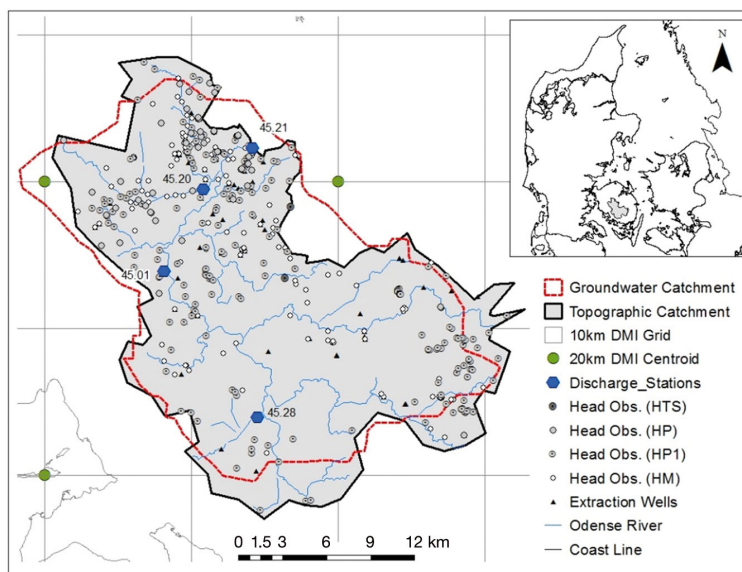 N
45.21
45.20
45.01
45.28
Groundwater Catchment
Topographic Catchment
10km DMI Grid
20km DMI Centroid
Discharge_Stations
Head Obs. (HTS)
Head Obs. (HP)
Head Obs. (HP1)
Head Obs. (HM)
Extraction Wells
Odense River
Coast Line
0 1.5 3 6 9 12 km